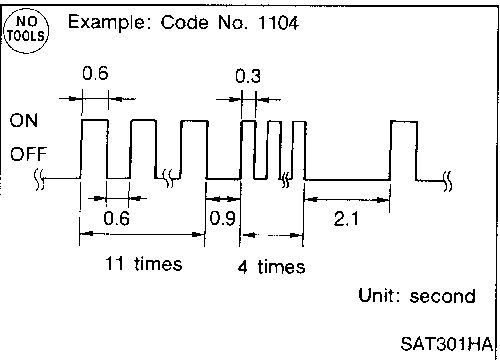 NO TOOLS
Example: Code No. 1104
0.6
0.3
ON
OFF
0.6
0.9
2.1
11 times
4 times
Unit: second
SAT301HA